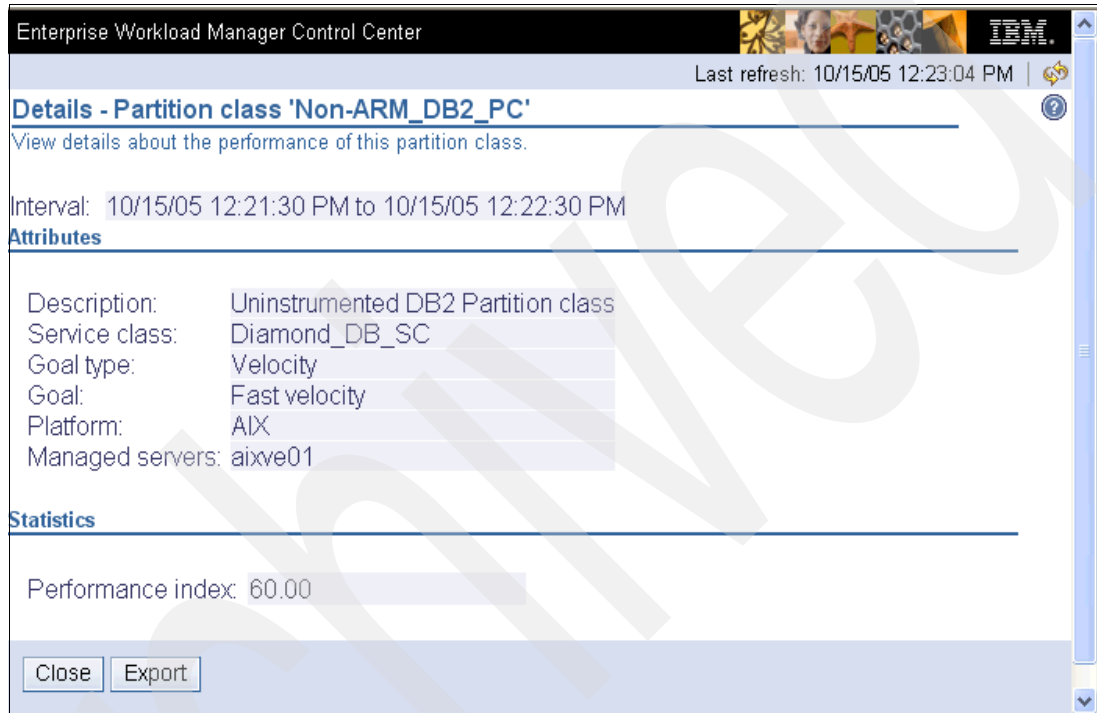 Enterprise Workload Manager Control Center
IBM.
Last refresh: 10/15/05 12:23:04 PM
Details - Partition class 'Non-ARM_DB2_PC'
View details about the performance of this partition class.
Interval: 10/15/05 12:21:30 PM to 10/15/05 12:22:30 PM
Attributes
Description: Uninstrumented DB2 Partition class
Service class: Diamond_DB_SC
Goal type: Velocity
Goal: Fast velocity
Platform: AIX
Managed servers: aixve01
Statistics
Performance index: 60.00
Close Export